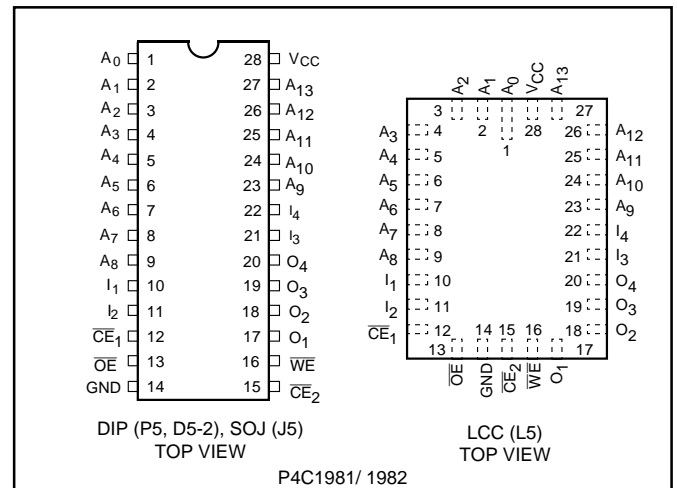 A0 1 28 VCC
A1 2 27 A13
A2 3 26 A12
A3 4 25 A11
A4 5 24 A10
A5 6 23 A9
A6 7 22 I4
A7 8 21 I3
A8 9 20 O4
I1 10 19 O3
I2 11 18 O2
CE1 12 17 O1
OE 13 16 WE
GND 14 15 CE2
DIP (P5, D5-2), SOJ (J5)
TOP VIEW
A2 A1 A0 VCC A13
3 27
2 28
1
A3 4 26 A12
A4 5 25 A11
A5 6 24 A10
A6 7 23 A9
A7 8 22 I4
A8 9 21 I3
I1 10 20 O4
I2 11 19 O3
CE1 12 18 O2
14 15 16
13 17
OE GND CE2 WE O1
LCC (L5)
TOP VIEW
P4C1981/ 1982